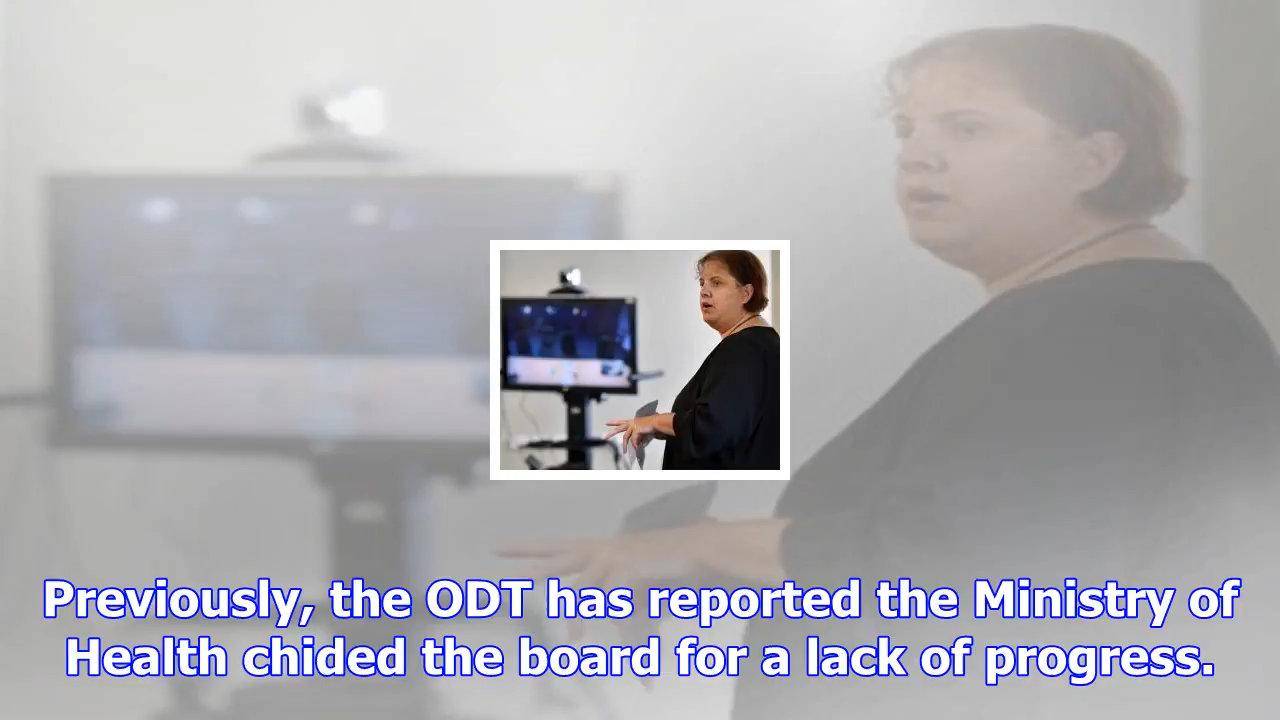 Previously, the ODT has reported the Ministry of
Health chided the board for a lack of progress.